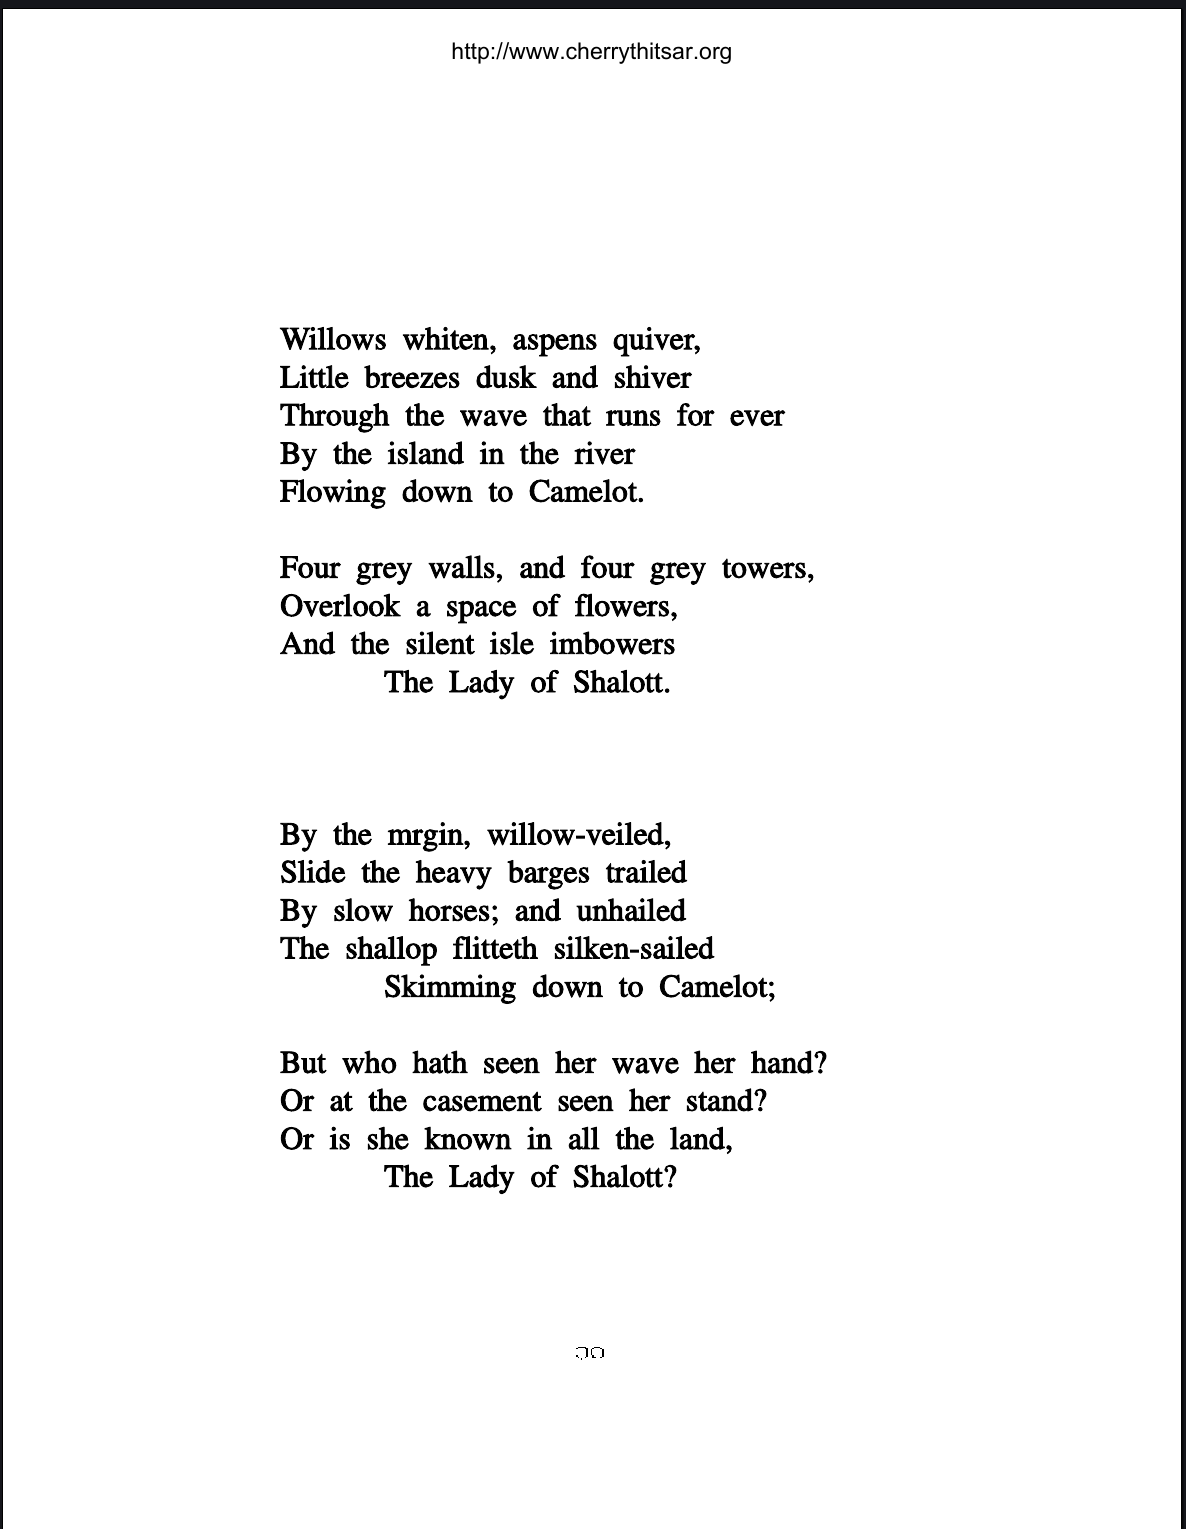 http://www.cherrythitsar.org
Willows whiten, aspens quiver,
Little breezes dusk and shiver
Through the wave that runs for ever
By the island in the river
Flowing down to Camelot.
Four grey walls, and four grey towers,
Overlook a space of flowers,
And the silent isle imbowers
The Lady of Shalott.
By the mrgin, willow-veiled,
Slide the heavy barges trailed
By slow horses; and unhailed
The shallop flitteth silken-sailed
Skimming down to Camelot;
But who hath seen her wave her hand?
Or at the casement seen her stand?
Or is she known in all the land,
The Lady of Shalott?